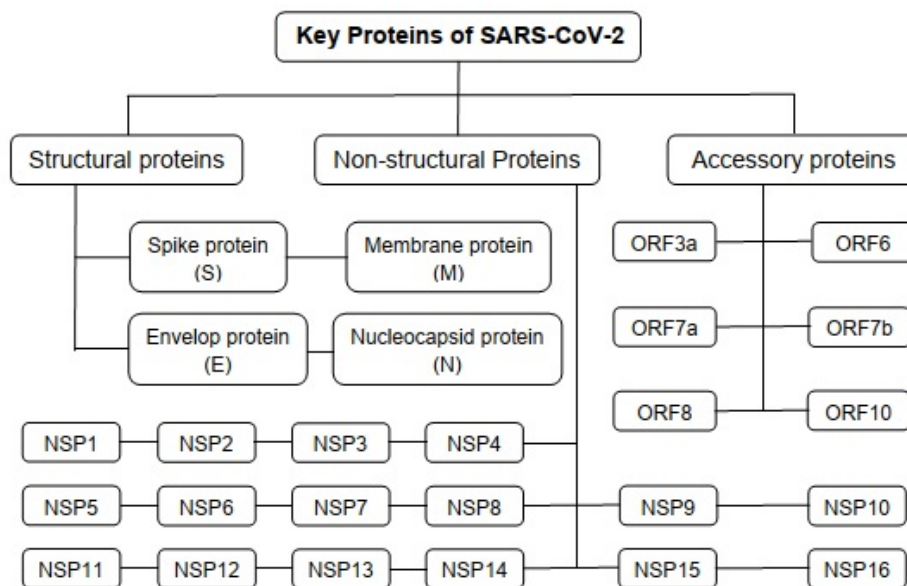 Key Proteins of SARS-CoV-2
Structural proteins
Non-structural Proteins
Accessory proteins
Spike protein
(S)
Membrane protein
(M)
ORF3a
ORF6
Envelop protein
(E)
Nucleocapsid protein
(N)
ORF7a
ORF7b
ORF8
ORF10
NSP1
NSP2
NSP3
NSP4
NSP5
NSP6
NSP7
NSP8
NSP9
NSP10
NSP11
NSP12
NSP13
NSP14
NSP15
NSP16